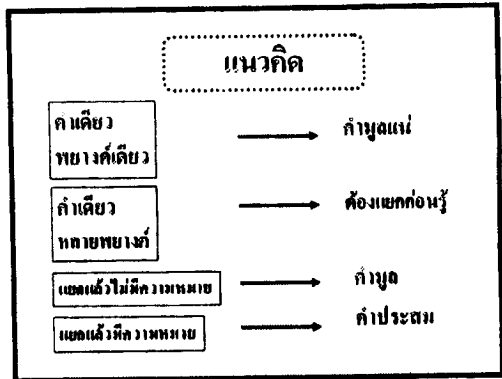 แนวคิด
คำเดียว
พยางค์เดียว
คำมูลแน่
คำเดียว
หลายพยางค์
ต้องแยกก่อนรู้
แยกแล้วไม่มีความหมาย
คำมูล
แยกแล้วมีความหมาย
คำประสม